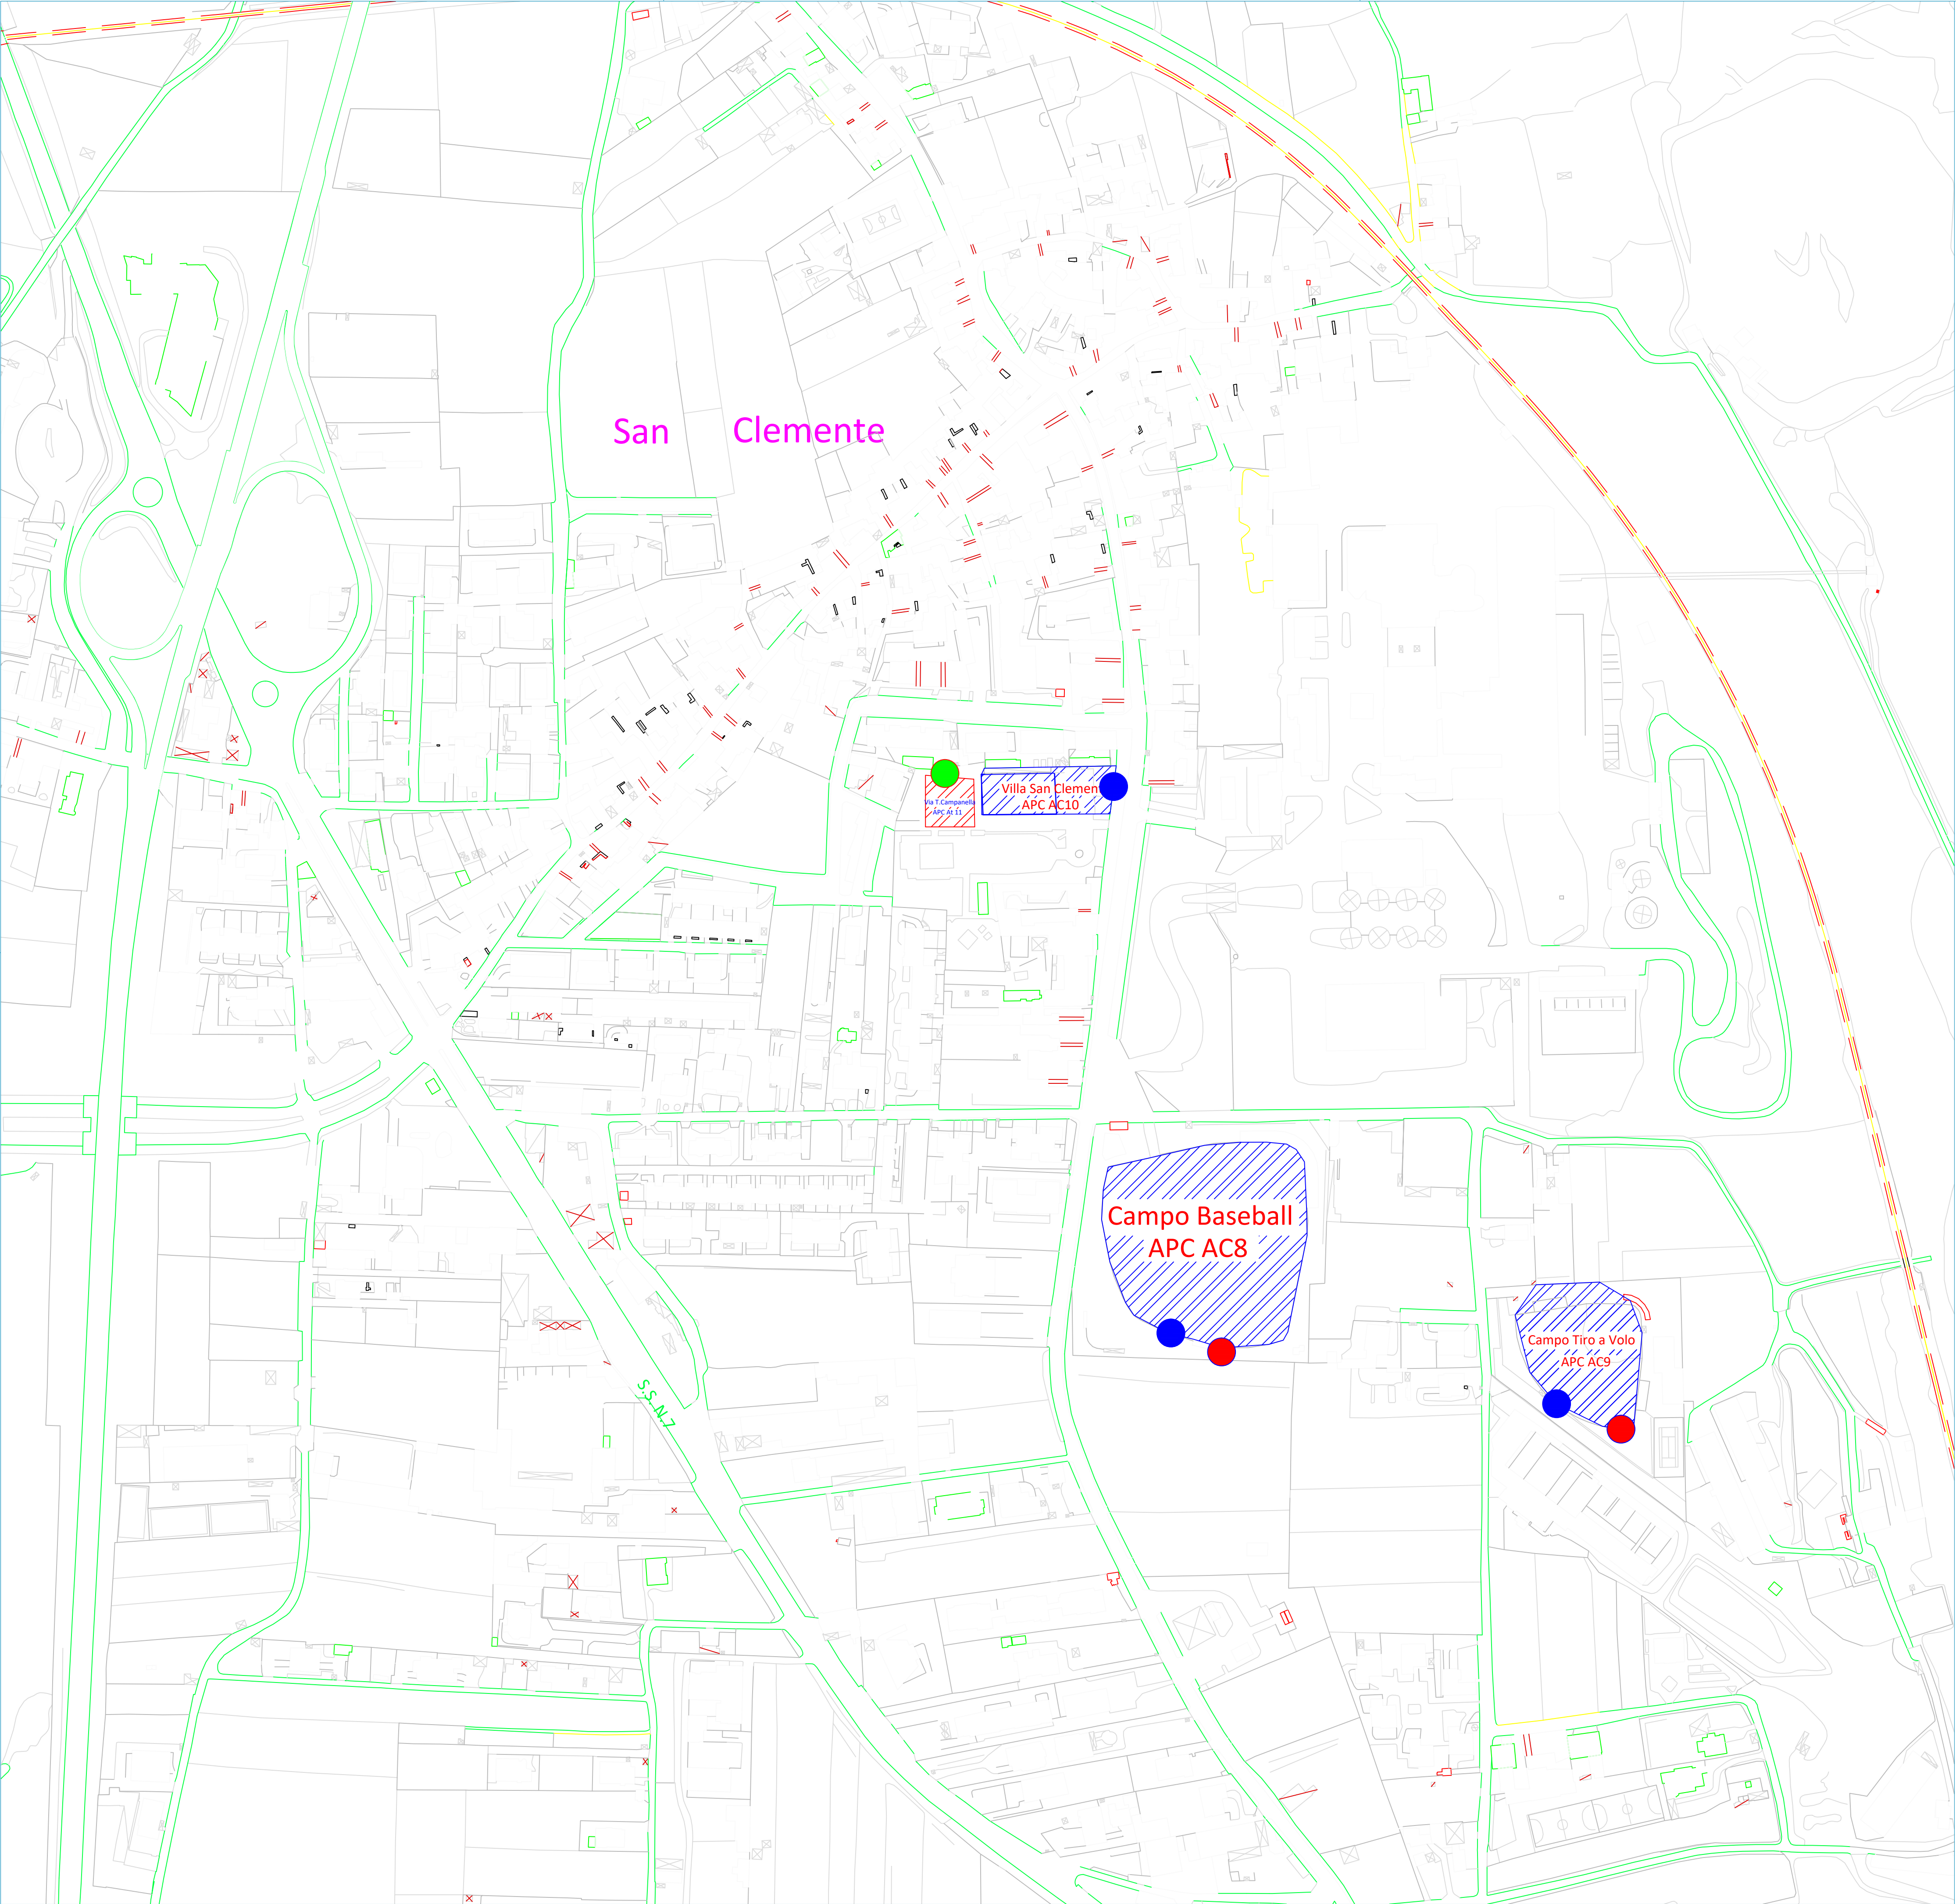 San Clemente
Villa San Clement
APC AC10
Via T.Campanella
APC At 11
Campo Baseball
APC AC8
Campo Tiro a Volo
APC AC9
S.S. N.7